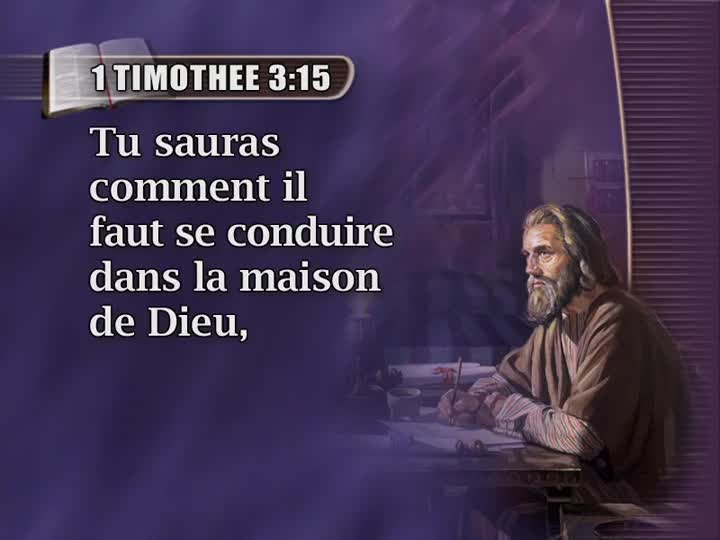 1 TIMOTHEE 3:15
Tu sauras
comment il
faut se conduire
dans la maison
de Dieu,